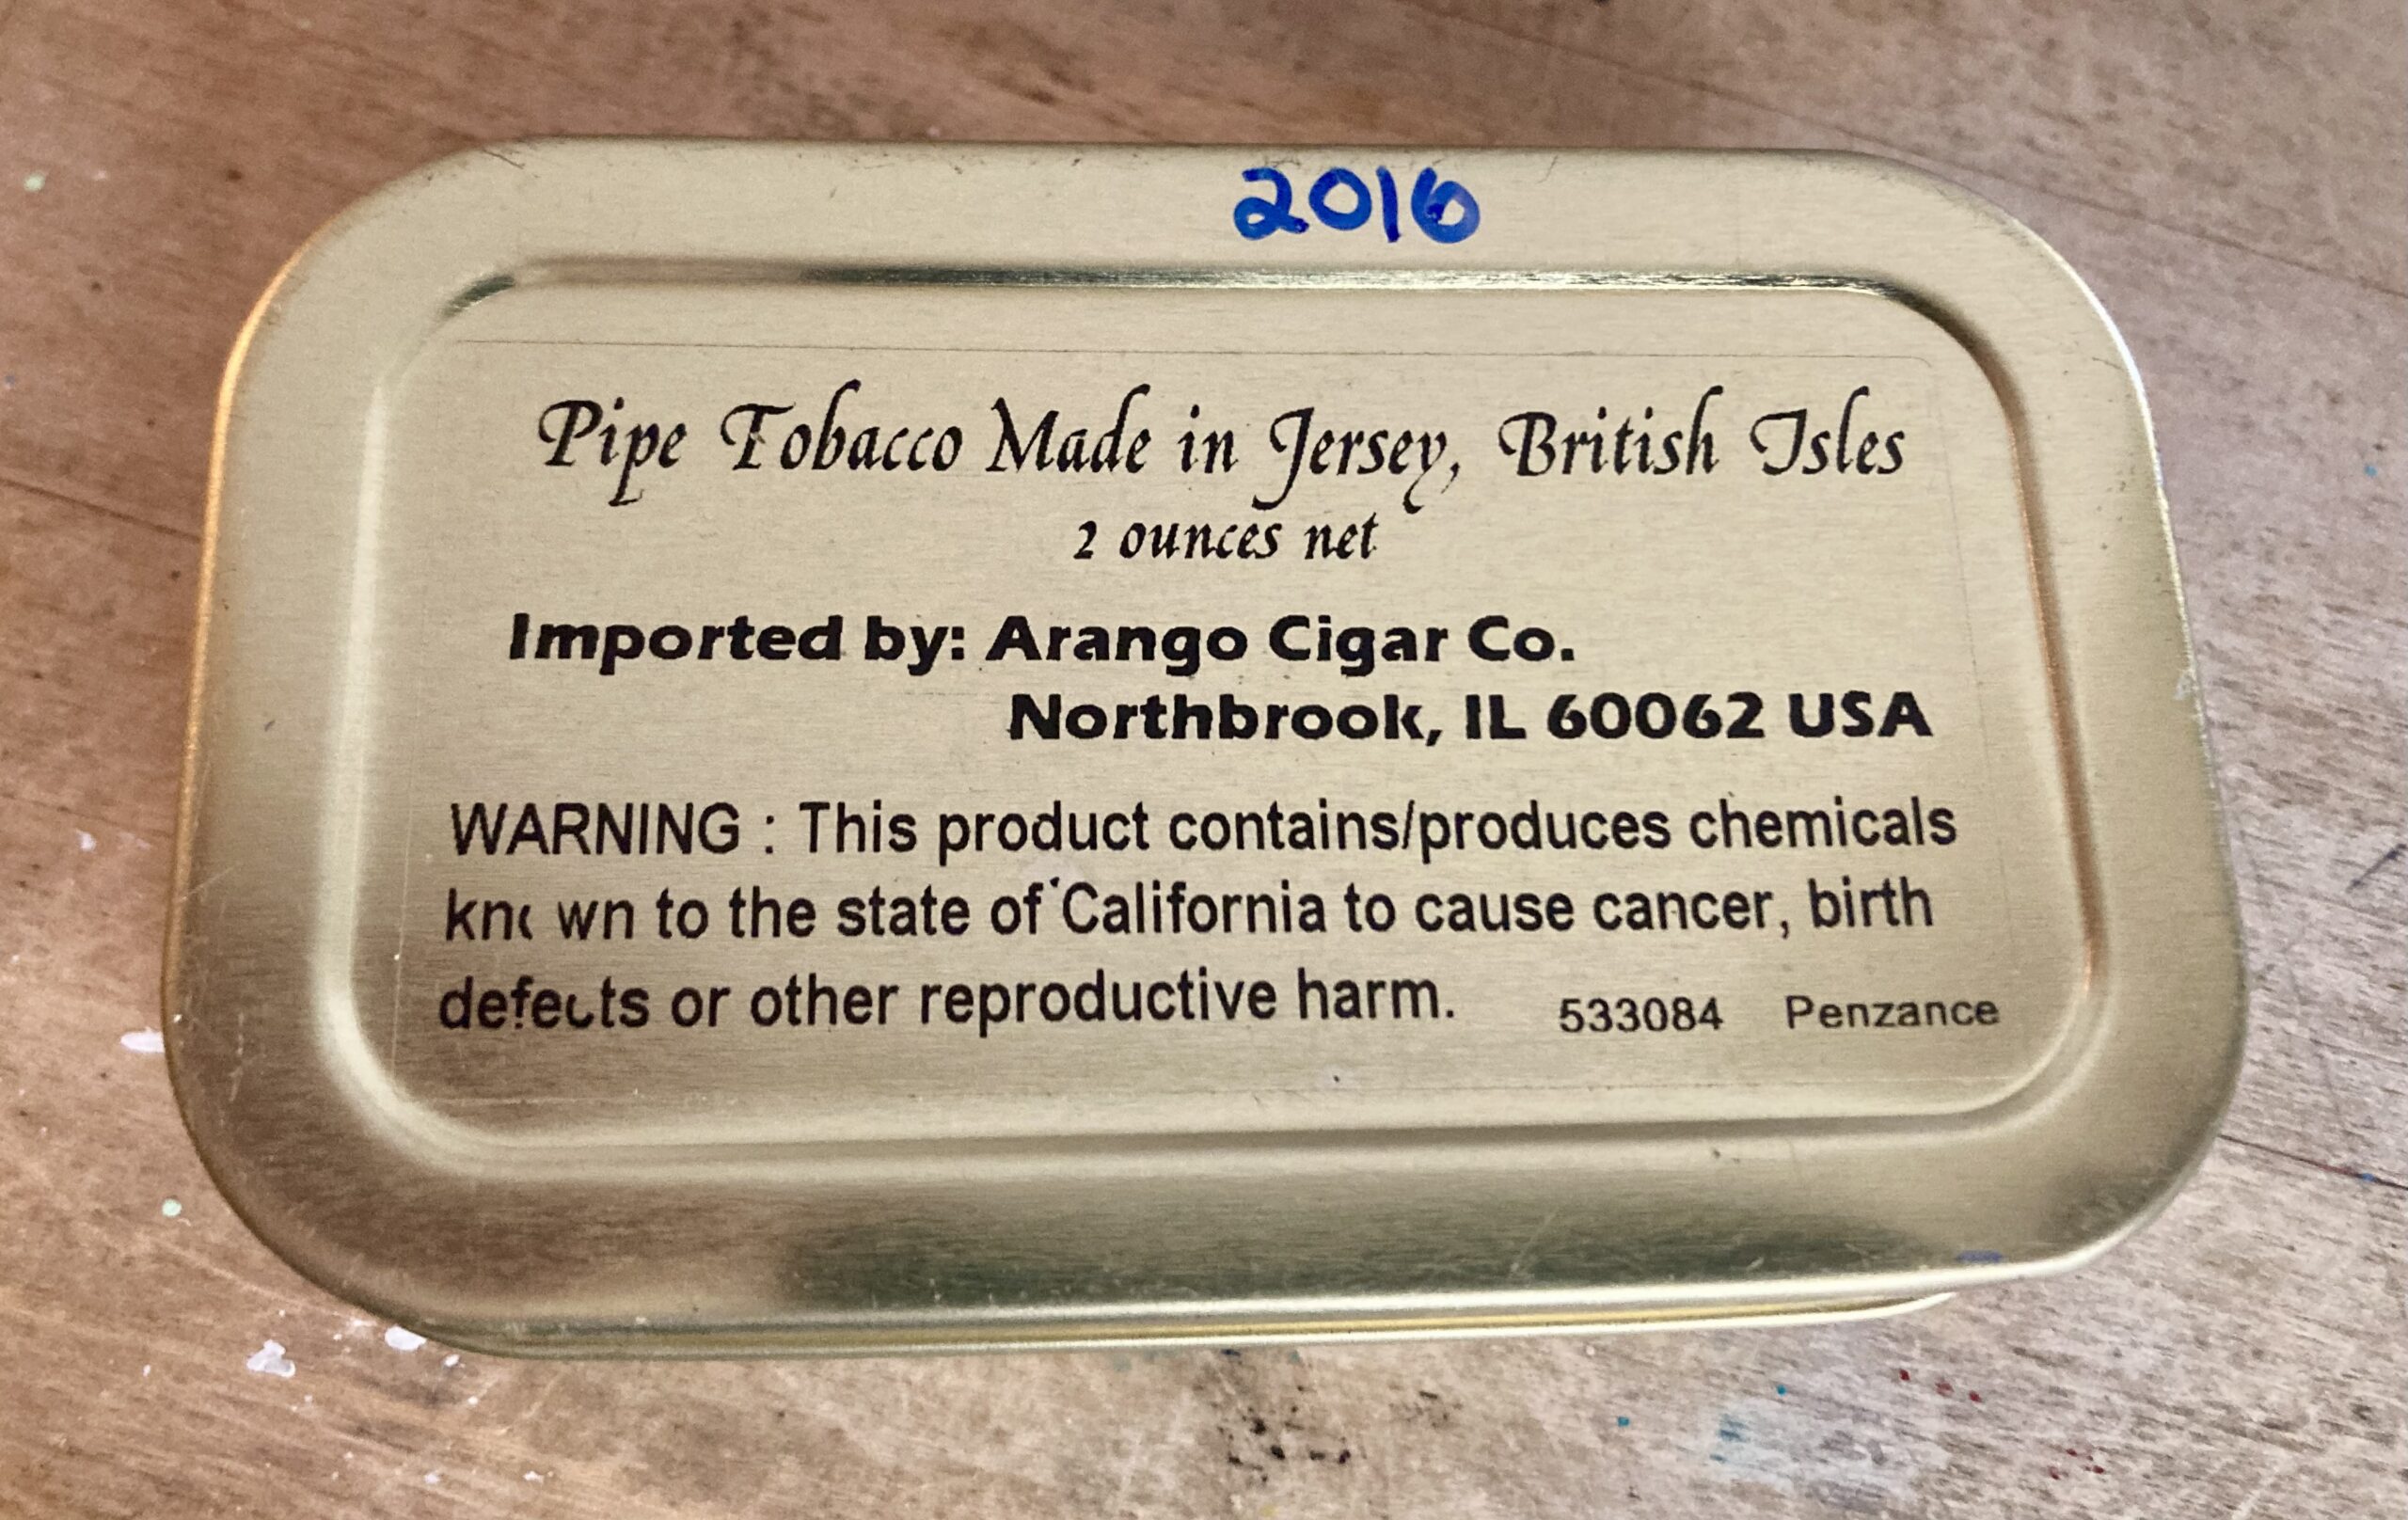 2016
Pipe Tobacco Made in Jersey, British Isles
2 ounces net
Imported by: Arango Cigar Co.
Northbrook, IL 60062 USA
WARNING : This product contains/produces chemicals
known to the state of California to cause cancer, birth
defects or other reproductive harm. 533084 Penzance